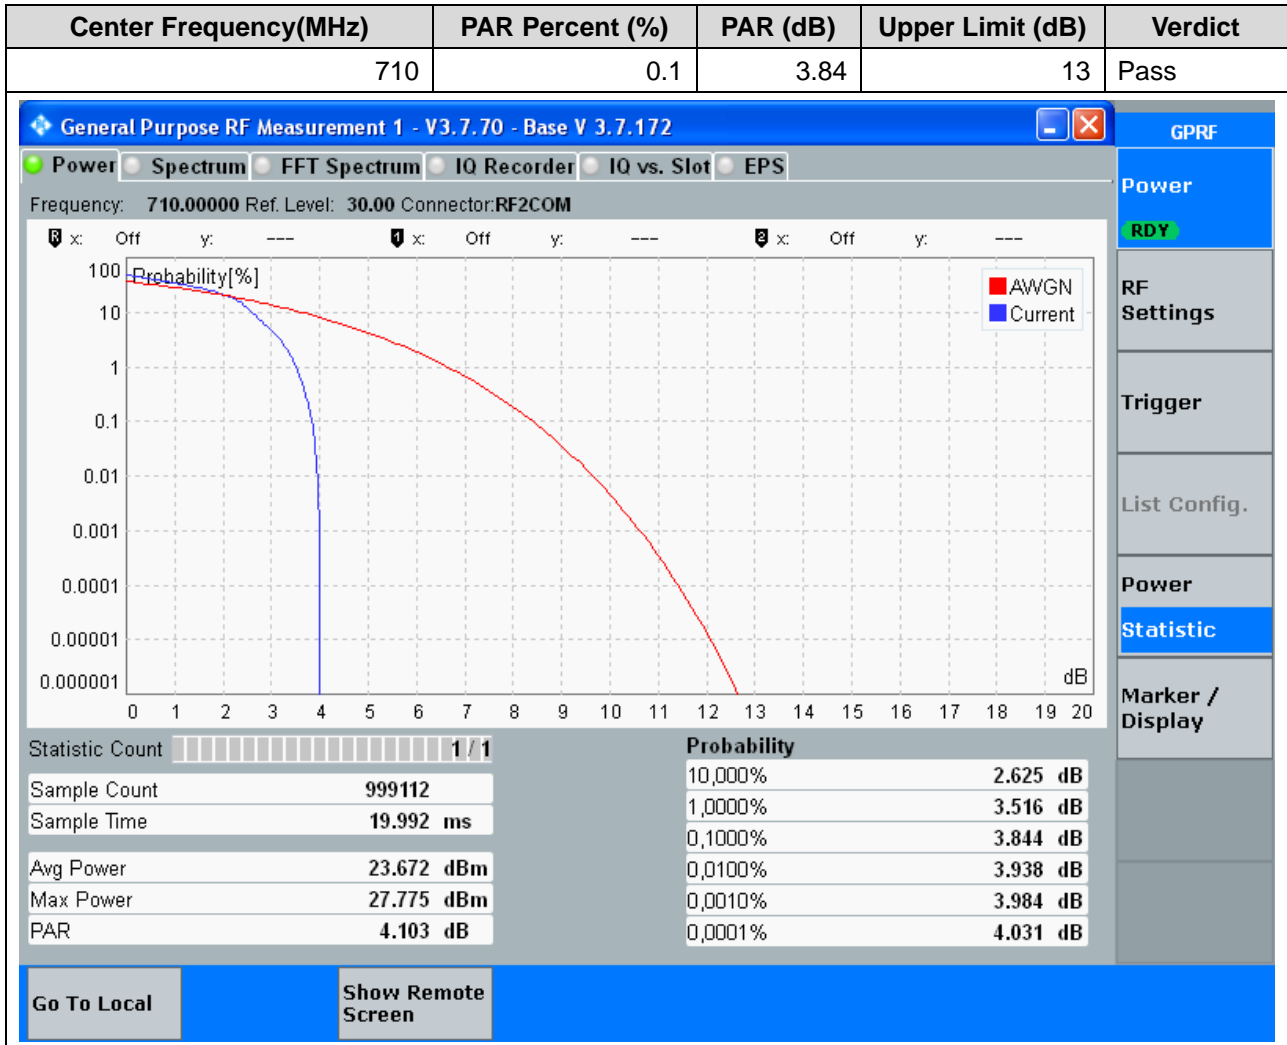 Center Frequency(MHz) PAR Percent (%) PAR (dB) Upper Limit (dB) Verdict
710 0.1 3.84 13 Pass
General Purpose RF Measurement 1 - V3.7.70 - Base V 3.7.172
GPRF
Power Spectrum FFT Spectrum IQ Recorder IQ vs. Slot EPS
Frequency: 710.00000 Ref. Level: 30.00 Connector:RF2COM
R x: Off y: --- 1 x: Off y: --- 2 x: Off y: ---
Probability[%]
AWGN
Current
100
10
1
0.1
0.01
0.001
0.0001
0.00001
0.000001
dB
0 1 2 3 4 5 6 7 8 9 10 11 12 13 14 15 16 17 18 19 20
Statistic Count 1 / 1
Sample Count 999112
Sample Time 19.992 ms
Avg Power 23.672 dBm
Max Power 27.775 dBm
PAR 4.103 dB
Probability
10,000% 2.625 dB
1,0000% 3.516 dB
0,1000% 3.844 dB
0,0100% 3.938 dB
0,0010% 3.984 dB
0,0001% 4.031 dB
Power
RDY
RF
Settings
Trigger
List Config.
Power
Statistic
Marker /
Display
Go To Local
Show Remote
Screen